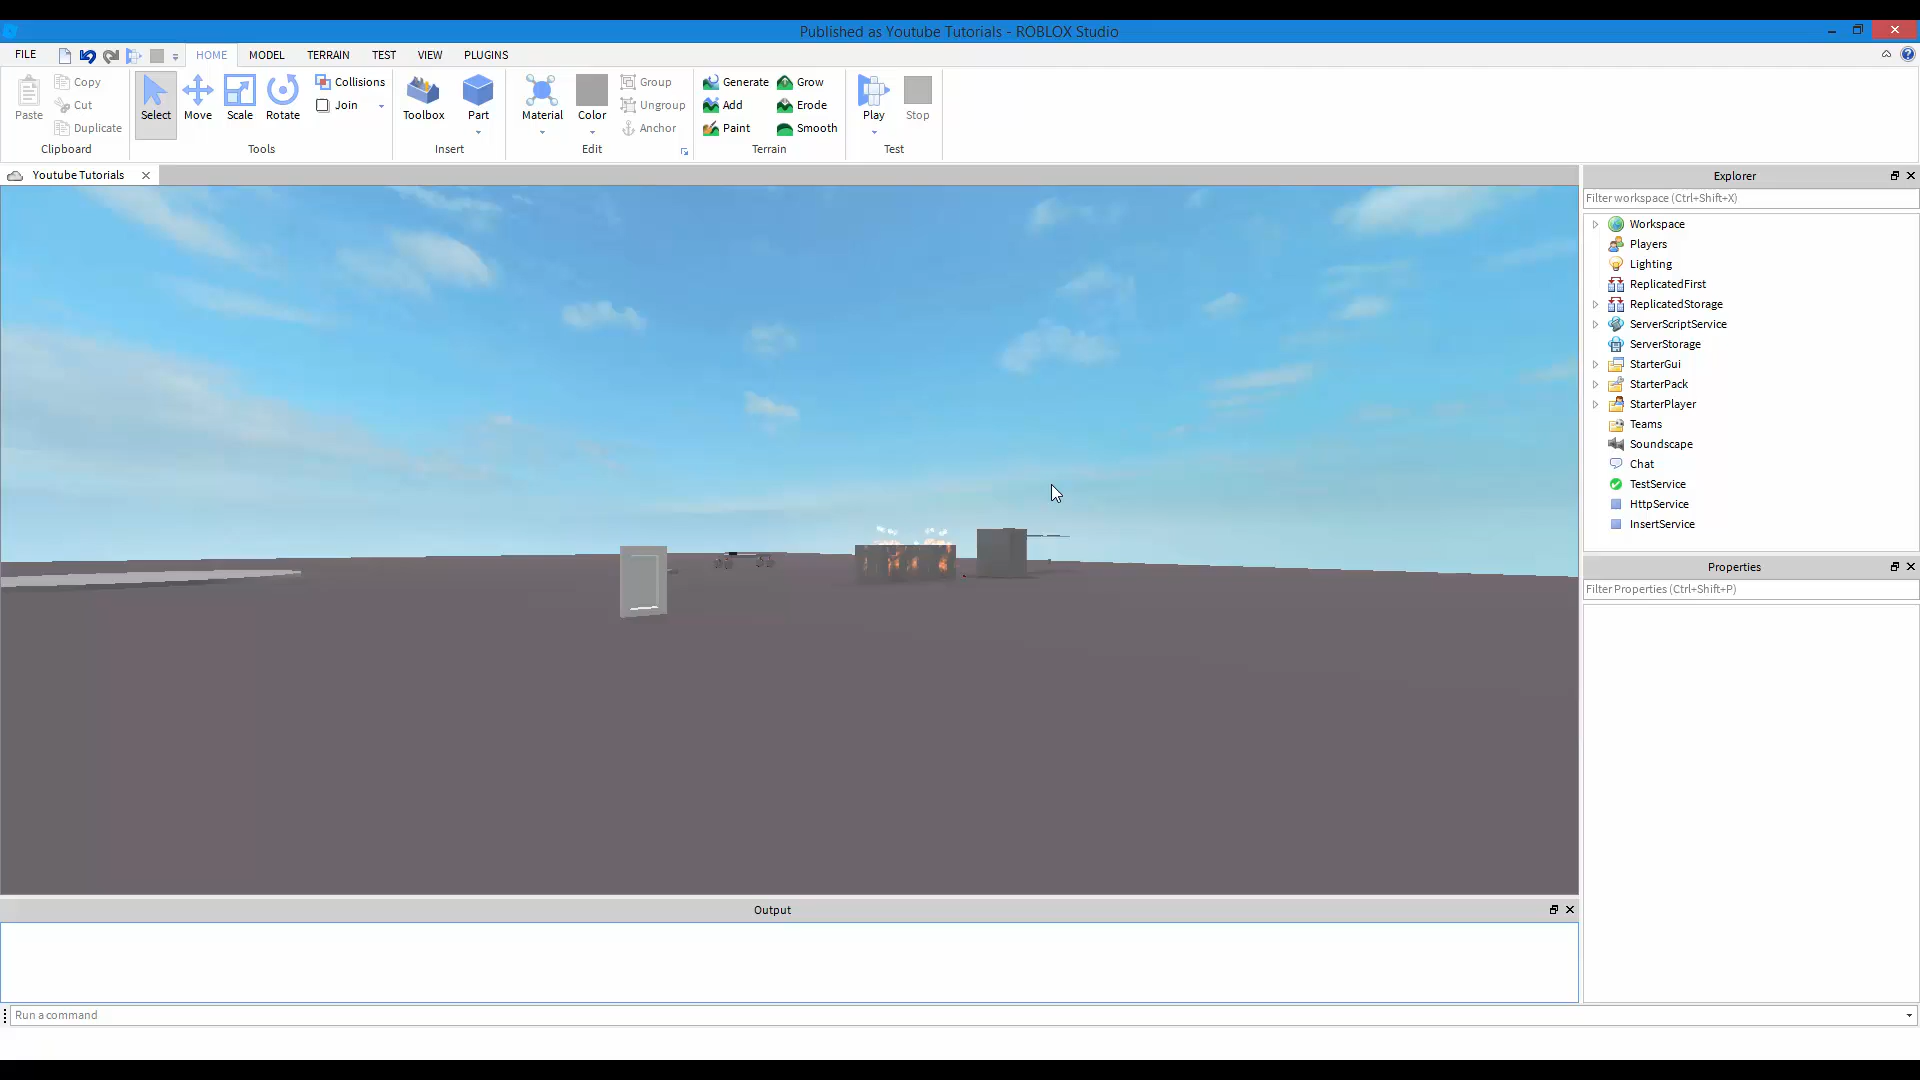 Published as Youtube Tutorials - ROBLOX Studio
FILE HOME MODEL TERRAIN TEST VIEW PLUGINS
Paste
Copy
Cut
Duplicate
Clipboard
Select
Move
Scale
Rotate
Collisions
Join
Tools
Toolbox
Part
Insert
Material
Color
Group
Ungroup
Anchor
Edit
Generate
Add
Paint
Grow
Erode
Smooth
Terrain
Play
Stop
Test
Youtube Tutorials
Explorer
Filter workspace (Ctrl+Shift+X)
Workspace
Players
Lighting
ReplicatedFirst
ReplicatedStorage
ServerScriptService
ServerStorage
StarterGui
StarterPack
StarterPlayer
Teams
Soundscape
Chat
TestService
HttpService
InsertService
Properties
Filter Properties (Ctrl+Shift+P)
Output
Run a command